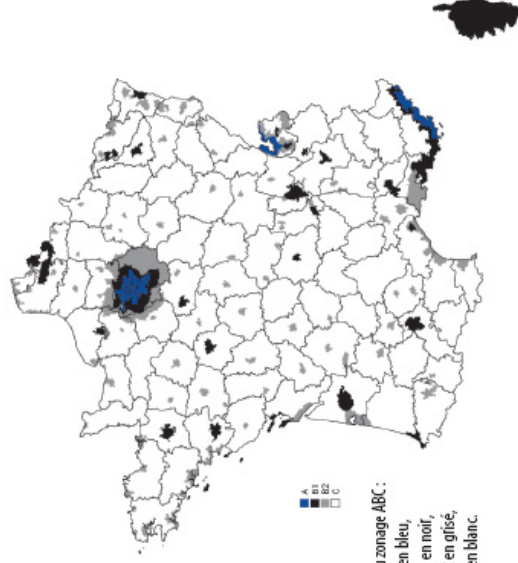 A
B1
B2
C
u zonage ABC :
en bleu,
en noir,
en grisé,
en blanc.